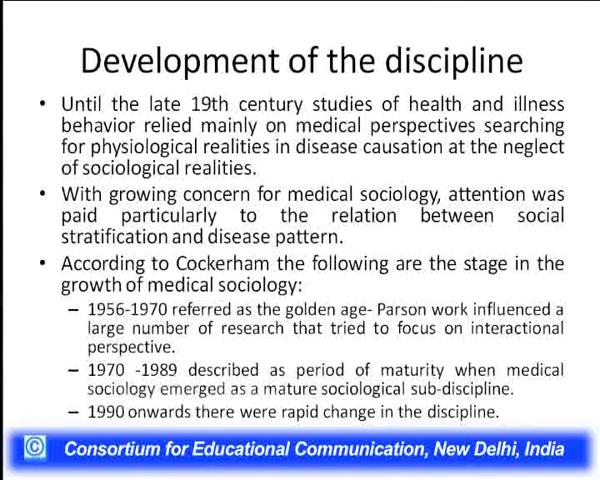 Development of the discipline
• Until the late 19th century studies of health and illness
behavior relied mainly on medical perspectives searching
for physiological realities in disease causation at the neglect
of sociological realities.
• With growing concern for medical sociology, attention was
paid particularly to the relation between social
stratification and disease pattern.
• According to Cockerham the following are the stage in the
growth of medical sociology:
– 1956-1970 referred as the golden age- Parson work influenced a
large number of research that tried to focus on interactional
perspective.
– 1970 -1989 described as period of maturity when medical
sociology emerged as a mature sociological sub-discipline.
– 1990 onwards there were rapid change in the discipline.
© Consortium for Educational Communication, New Delhi, India